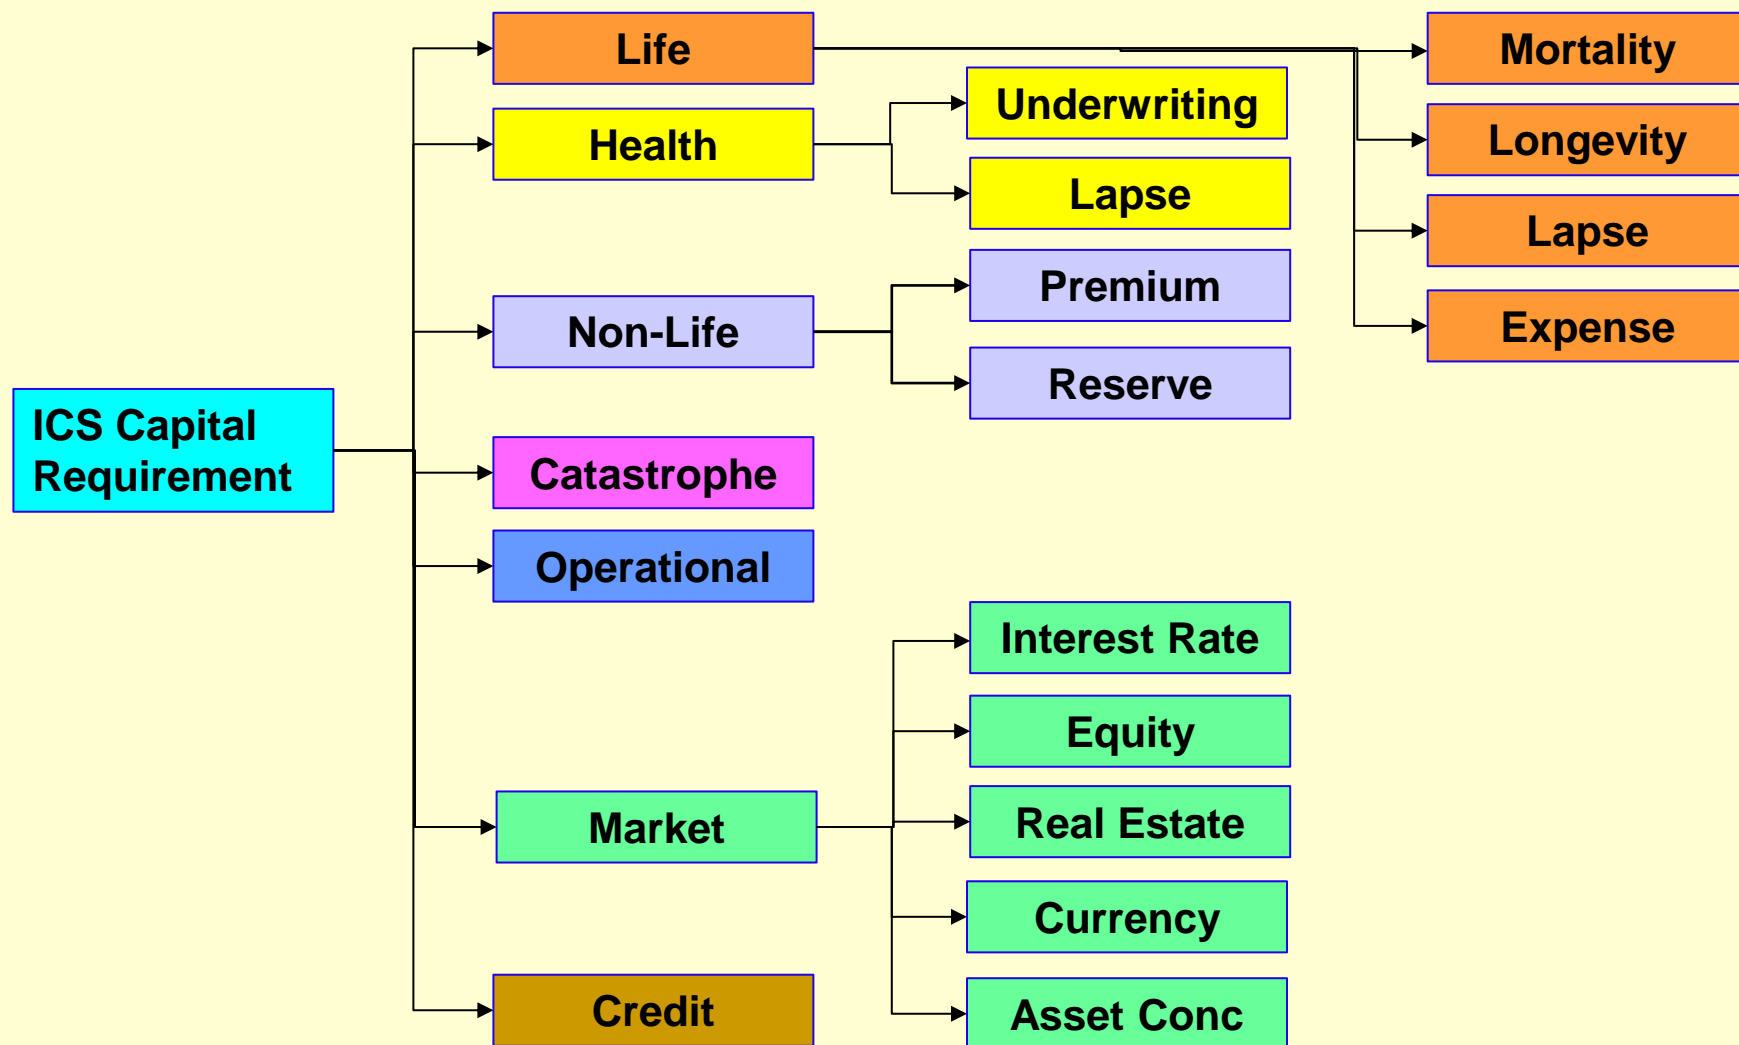 Life
Mortality
Underwriting
Health
Longevity
Lapse
Lapse
Premium
Non-Life
Expense
Reserve
ICS Capital
Requirement
Catastrophe
Operational
Interest Rate
Equity
Real Estate
Market
Currency
Credit
Asset Conc